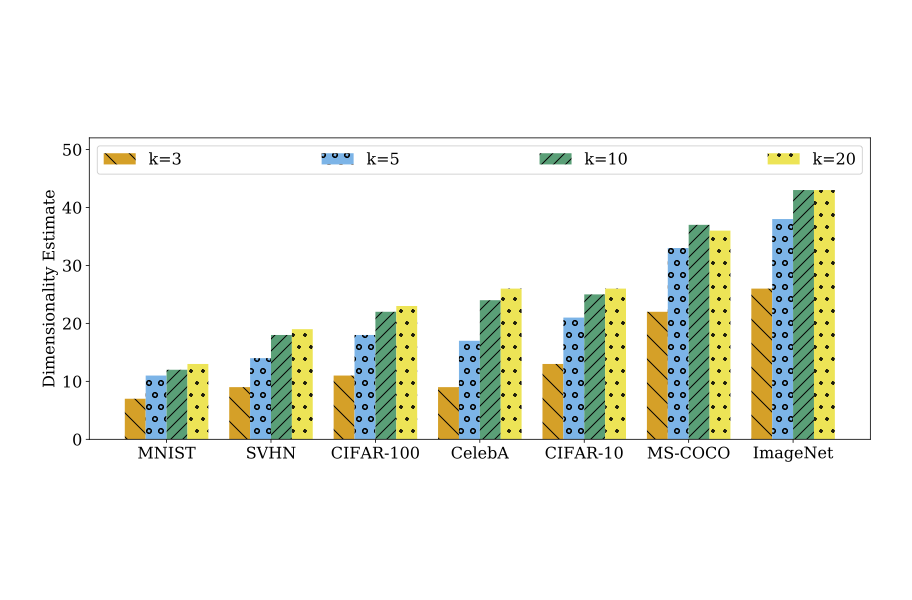 Dimensionality Estimate
50
40
30
20
10
0
k=3 k=5 k=10 k=20
MNIST SVHN CIFAR-100 CelebA CIFAR-10 MS-COCO ImageNet